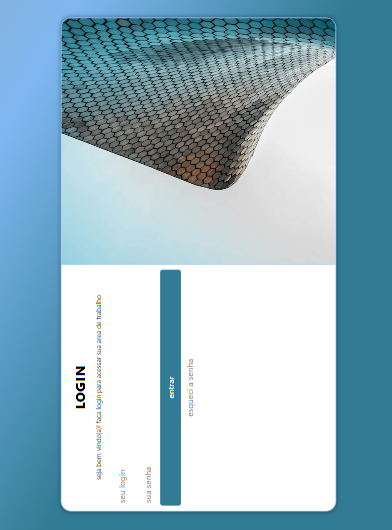 LOGIN
seja bem vindo(a)! faça login para acessar sua area de trabalho
seu login
sua senha
entrar
esqueci a senha